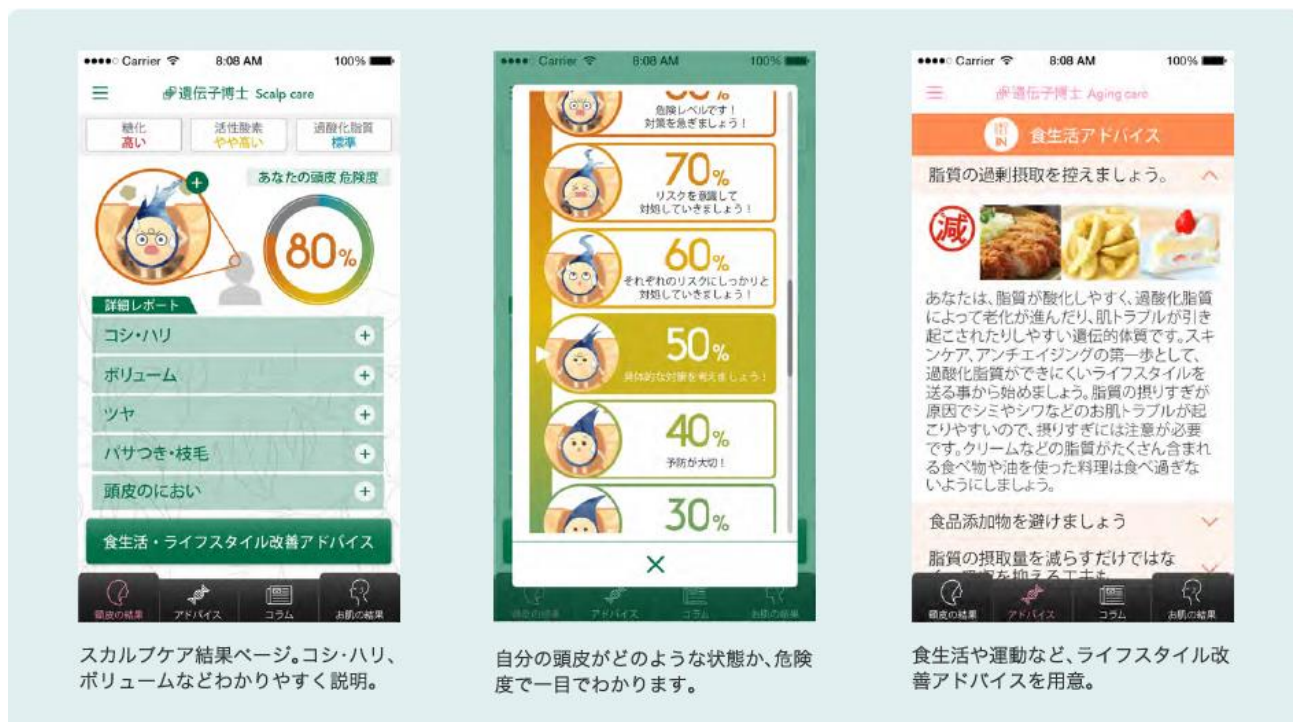 Carrier 8:08 AM 100%
遺伝子博士 Scalp care
糖化 活性酸素 過酸化脂質
高い やや高い 標準
あなたの頭皮 危険度
80%
詳細レポート
コシ・ハリ
ボリューム
ツヤ
パサつき・枝毛
頭皮のにおい
食生活・ライフスタイル改善アドバイス
頭皮の結果 アドバイス コラム お肌の結果
スカルプケア結果ページ。コシ・ハリ、
ボリュームなどわかりやすく説明。
Carrier 8:08 AM 100%
危険レベルです!
対策を急ぎましょう!
70%
リスクを意識して
対処していきましょう!
60%
それぞれのリスクにしっかりと
対処していきましょう!
50%
具体的な対策を考えましょう!
40%
予防が大切!
30%
頭皮の結果 アドバイス コラム お肌の結果
自分の頭皮がどのような状態か、危険
度で一目でわかります。
Carrier 8:08 AM 100%
遺伝子博士 Aging care
食生活アドバイス
脂質の過剰摂取を控えましょう。
減
あなたは、脂質が酸化しやすく、過酸化脂質
によって老化が進んだり、肌トラブルが引き
起こされたりしやすい遺伝的体質です。スキ
ンケア、アンチエイジングの第一歩として、
過酸化脂質ができにくいライフスタイルを
送る事から始めましょう。脂質の摂りすぎが
原因でシミやシワなどのお肌トラブルが起
こりやすいので、摂りすぎには注意が必要
です。クリームなどの脂質がたくさん含まれ
る食べ物や油を使った料理は食べ過ぎな
いようにしましょう。
食品添加物を避けましょう
脂質の摂取量を減らすだけではな
頭皮の結果 アドバイス コラム お肌の結果
食生活や運動など、ライフスタイル改
善アドバイスを用意。